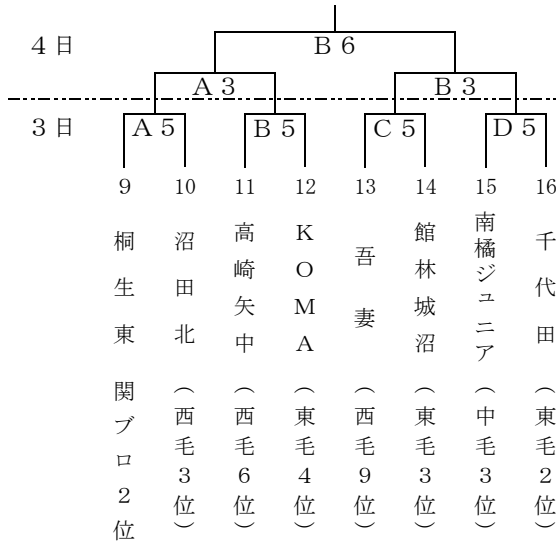 4日
B6
A3 B3
3日
A5 B5 C5 D5
9 10 11 12 13 14 15 16
桐生東 関ブロ2位
沼田北 (西毛3位)
高崎矢中 (西毛6位)
KOMA (東毛4位)
吾妻 (西毛9位)
館林城沼 (東毛3位)
南橘ジュニア (中毛3位)
千代田 (東毛2位)